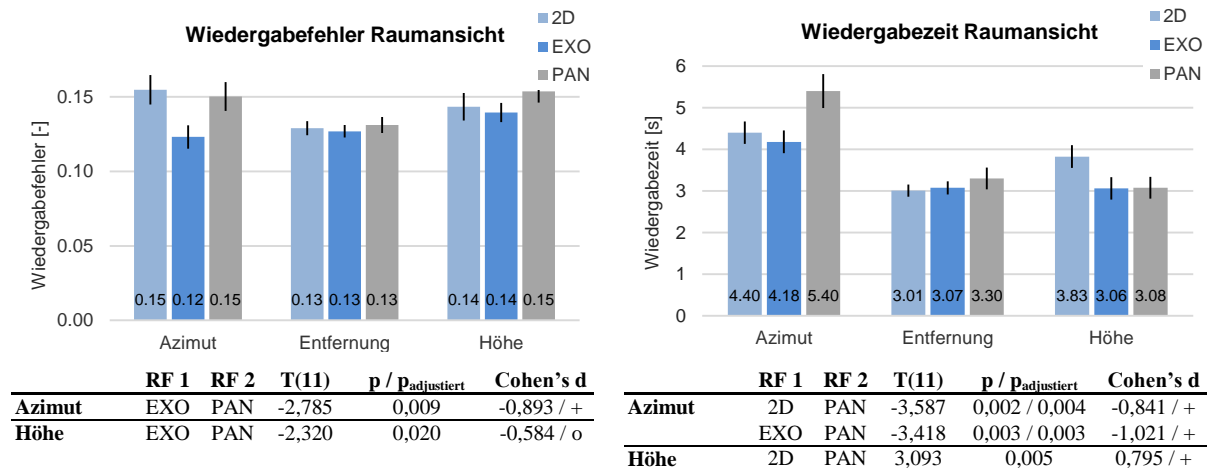 Wiedergabefehler Raumansicht
2D
EXO
PAN
Wiedergabefehler [-]
0.15
0.10
0.05
0.00
0.15 0.12 0.15 0.13 0.13 0.13 0.14 0.14 0.15
Azimut Entfernung Höhe
RF 1 RF 2 T(11) p / padjustiert Cohen's d
Azimut EXO PAN -2,785 0,009 -0,893 / +
Höhe EXO PAN -2,320 0,020 -0,584 / o
Wiedergabezeit Raumansicht
2D
EXO
PAN
Wiedergabezeit [s]
6
5
4
3
2
1
0
4.40 4.18 5.40 3.01 3.07 3.30 3.83 3.06 3.08
Azimut Entfernung Höhe
RF 1 RF 2 T(11) p / padjustiert Cohen's d
Azimut 2D PAN -3,587 0,002 / 0,004 -0,841 / +
EXO PAN -3,418 0,003 / 0,003 -1,021 / +
Höhe 2D PAN 3,093 0,005 0,795 / +